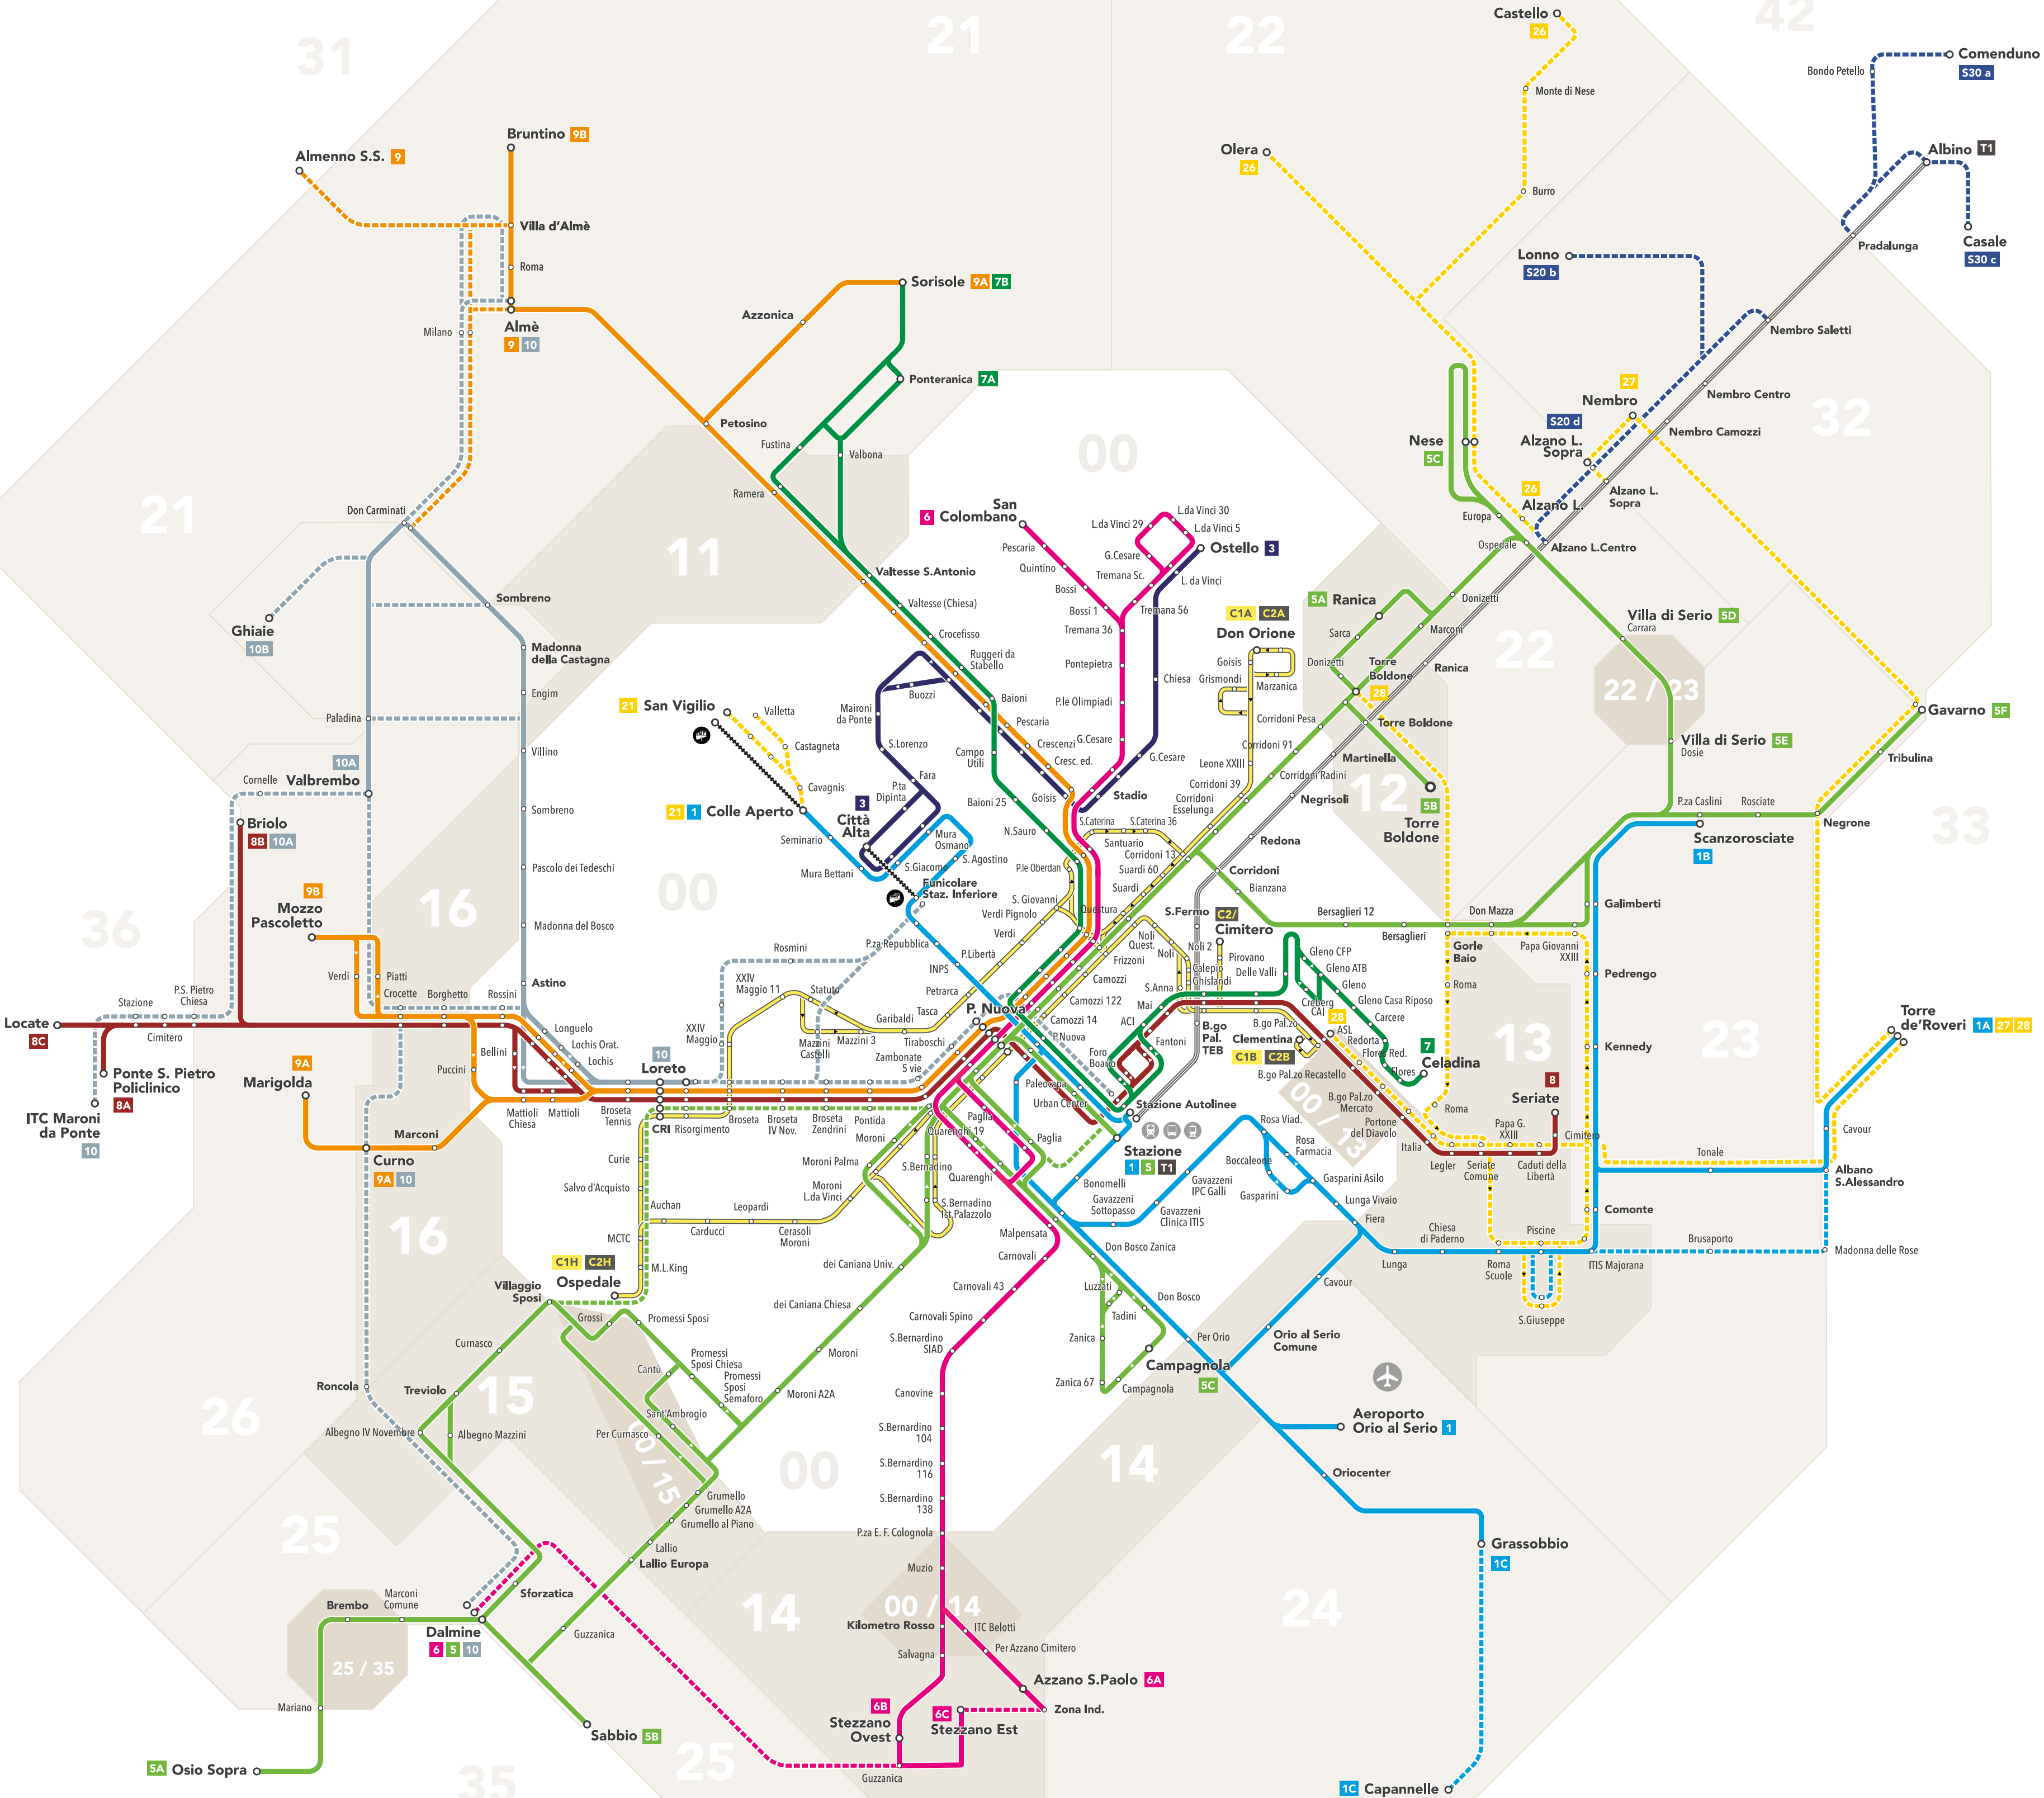 31
21
22
42
Castello
26
Monte di Nese
Comenduno
S30 a
Bondo Petello
Bruntino 9B
Almenno S.S. 9
Olera
26
Albino T1
Burro
Villa d'Almè
Roma
Pradalunga
Casale
S30 c
Lonno
S20 b
Sorisole 9A 7B
Azzonica
Milano
Almè
9 10
Nembro Saletti
Ponteranica 7A
Nembro Centro
27
Nembro
Petosino
Fustina
Valbona
00
32
S20 d
Nembro Camozzi
Nese
5C
Alzano L.
Sopra
Ramera
26
Alzano L.
Alzano L.
Sopra
21
Don Carminati
San
6 Colombano
L.da Vinci 30
L.da Vinci 29
L.da Vinci 5
Europa
11
Pescaria
G.Cesare
Ostello 3
Ospedale
Alzano L.Centro
Quintino
Tremana Sc.
L. da Vinci
Valtesse S.Antonio
Bossi
Sombreno
Valtesse (Chiesa)
Bossi 1
Tremana 56
C1A C2A
Don Orione
5A Ranica
Donizetti
Villa di Serio 5D
Carrara
Ghiaie
10B
Crocefisso
Tremana 36
Sarca
Marconi
22
Madonna
della Castagna
Ruggeri da
Stabello
Pontepietra
Goisis
Donizetti
Torre
Boldone
Ranica
Engim
Buozzi
Grismondi
Marzanica
28
22 / 23
21 San Vigilio
Valletta
Maironi
da Ponte
Baioni
P.le Olimpiadi
Chiesa
Corridoni Pesa
Torre Boldone
Gavarno 5F
Paladina
Pescaria
Villino
Castagneta
S.Lorenzo
Crescenzi
Cresc. ed.
G.Cesare
Corridoni 91
Martinella
Villa di Serio 5E
Dosie
Campo
Utili
G.Cesare
Leone XXIII
Tribulina
10A
Cornelle
Valbrembo
Cavagnis
Fara
Corridoni 39
Corridoni Radini
12
P.ta
Dipinta
Goisis
Stadio
Corridoni
Esselunga
Negrisoli
5B
Torre
Boldone
P.za Caslini
Rosciate
Sombreno
21 1 Colle Aperto
3
Città
Alta
Baioni 25
Negrone
33
Briolo
8B 10A
Mura
Osmano
N.Sauro
S.Caterina
S.Caterina 36
Redona
Scanzorosciate
1B
Seminario
Santuario
Corridoni 13
Pascolo dei Tedeschi
Mura Bettani
S.Giacomo
S. Agostino
P.le Oberdan
Suardi 60
Corridoni
9B
Mozzo
Pascoletto
16
00
Funicolare
Staz. Inferiore
Suardi
Bianzana
S. Giovanni
Questura
S.Fermo
C2/
Cimitero
Bersaglieri 12
Don Mazza
Galimberti
36
Madonna del Bosco
Verdi Pignolo
Verdi
Noli
Quest.
Bersaglieri
Gorle
Baio
Papa Giovanni
XXIII
P.za Repubblica
Rosmini
P.Libertà
Noli
Noli 2
Pirovano
Gleno CFP
Frizzoni
Calepio
Ghislandi
Delle Valli
Gleno ATB
Verdi
Piatti
INPS
Camozzi
Gleno
Roma
Pedrengo
Crocette
Borghetto
Rossini
Astino
XXIV
Maggio 11
Statuto
Petrarca
S.Anna
Creberg
CAI
Gleno Casa Riposo
Stazione
P.S. Pietro
Chiesa
Tasca
Camozzi 122
Mai
Carcere
28
Locate
8C
Cimitero
Garibaldi
P. Nuova
Camozzi 14
ACI
B.go
Pal.
TEB
B.go Pal.zo
ASL
Torre
de'Roveri 1A 27 28
Longuelo
XXIV
Maggio
Mazzini
Castelli
Mazzini 3
Tiraboschi
P.Nuova
Clementina
C1B C2B
Redorta
13
23
Lochis Orat.
10
Loreto
Zambonate
5 vie
Fantoni
Foro
Boario
Flores Red.
7
Celadina
Kennedy
Bellini
Lochis
B.go Pal.zo Recastello
Flores
Ponte S. Pietro
Policlinico
8A
9A
Marigolda
Puccini
Paleocapa
8
Seriate
ITC Maroni
da Ponte
10
Mattioli
Chiesa
Mattioli
Broseta
Tennis
CRI Risorgimento
Broseta
Broseta
IV Nov.
Broseta
Zendrini
Pontida
Urban Center
Paglia
Stazione Autolinee
00 / 13
B.go Pal.zo
Mercato
Roma
Marconi
Moroni
Quarenghi 19
Paglia
Rosa Viad.
Portone
del Diavolo
Papa G.
XXIII
Cimitero
Cavour
Curno
9A 10
Curie
Moroni Palma
S.Bernadino
Stazione
1 5 T1
Rosa
Farmacia
Italia
Legler
Seriate
Comune
Caduti della
Libertà
Tonale
Albano
S.Alessandro
Salvo d'Acquisto
Moroni
L.da Vinci
Quarenghi
Bonomelli
Boccaleone
Gavazzeni
IPC Galli
Gasparini Asilo
Auchan
Leopardi
S.Bernadino
Ist.Palazzolo
Gavazzeni
Sottopasso
Gasparini
Lunga Vivaio
Comonte
16
Carducci
Cerasoli
Moroni
Malpensata
Gavazzeni
Clinica ITIS
Fiera
Chiesa
di Paderno
Piscine
MCTC
Carnovali
Don Bosco Zanica
Brusaporto
Madonna delle Rose
C1H C2H
Ospedale
M.L.King
dei Caniana Univ.
Lunga
Roma
Scuole
ITIS Majorana
Villaggio
Sposi
Carnovali 43
Luzzati
Cavour
dei Caniana Chiesa
Don Bosco
Grossi
Promessi Sposi
Carnovali Spino
Tadini
S.Giuseppe
Curnasco
S.Bernardino
SIAD
Zanica
Per Orio
Orio al Serio
Comune
Promessi
Sposi Chiesa
Moroni
Campagnola
5C
Cantù
Promessi
Sposi
Semaforo
Roncola
Treviolo
15
Moroni A2A
Canovine
Zanica 67
Campagnola
26
Sant'Ambrogio
Aeroporto
Orio al Serio 1
Albegno IV Novembre
Albegno Mazzini
Per Curnasco
S.Bernardino
104
00 / 15
00
S.Bernardino
116
14
Oriocenter
Grumello
Grumello A2A
Grumello al Piano
S.Bernardino
138
25
P.za E. F. Colognola
Lallio
Lallio Europa
Grassobbio
1C
Muzio
Marconi
Comune
Sforzatica
Brembo
14
00 / 14
24
Dalmine
6 5 10
Guzzanica
Kilometro Rosso
ITC Belotti
Per Azzano Cimitero
Salvagna
25 / 35
Azzano S.Paolo 6A
Mariano
6B
Stezzano
Ovest
6C
Stezzano Est
Zona Ind.
Sabbio 5B
25
5A Osio Sopra
35
Guzzanica
1C Capannelle